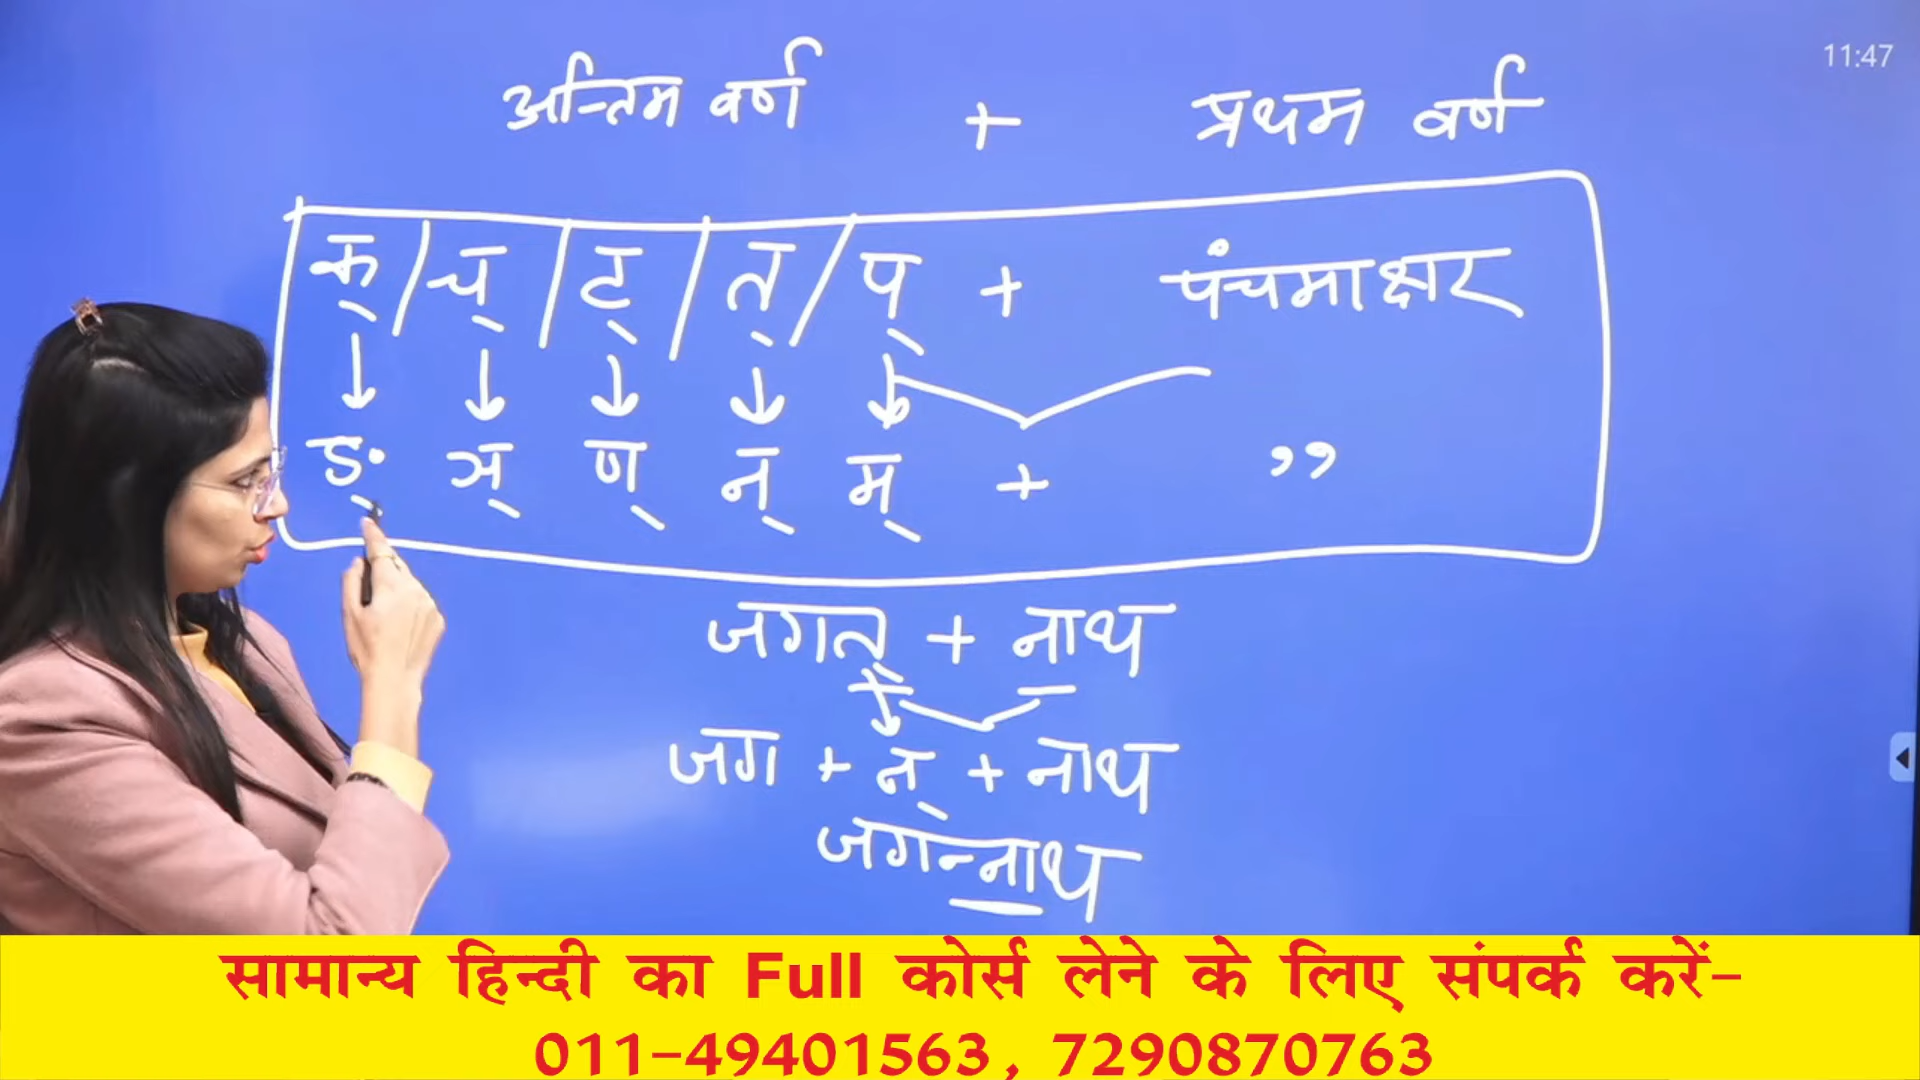 11:47
अन्तिम वर्ण + प्रथम वर्ण
क् / च् / ट् / त् / प् + पंचमाक्षर
↓ ↓ ↓ ↓ ↓
ङ् ञ् ण् न् म् + ,,
जगत् + नाथ
↓
जग + न् + नाथ
जगन्नाथ
सामान्य हिन्दी का Full कोर्स लेने के लिए संपर्क करें-
011-49401563, 7290870763